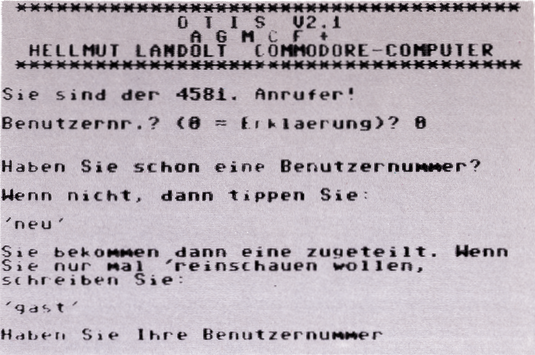 ****************************************
O T I S V2.1
A G M C F +
HELLMUT LANDOLT COMMODORE-COMPUTER
****************************************
Sie sind der 4581. Anrufer!
Benutzernr.? (0 = Erklaerung)? 0
Haben Sie schon eine Benutzernummer?
Wenn nicht, dann tippen Sie:
'neu'
Sie bekommen dann eine zugeteilt. Wenn
Sie nur mal 'reinschauen wollen,
schreiben Sie:
'gast'
Haben Sie Ihre Benutzernummer